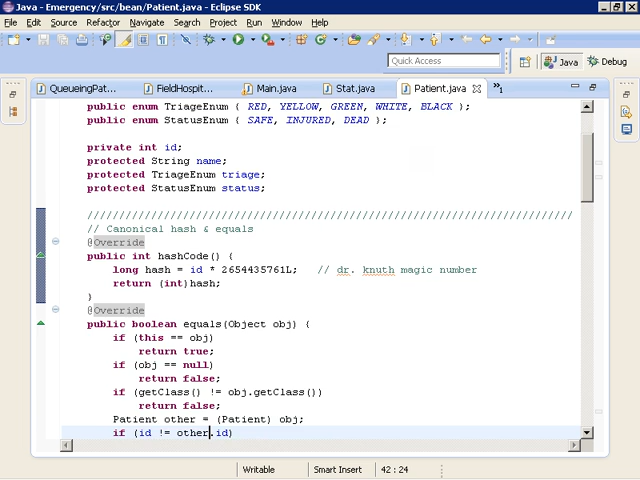 Java - Emergency/src/bean/Patient.java - Eclipse SDK
File Edit Source Refactor Navigate Search Project Run Window Help
Quick Access Java Debug
QueueingPat... FieldHospit... Main.java Stat.java Patient.java »1
public enum TriageEnum { RED, YELLOW, GREEN, WHITE, BLACK };
public enum StatusEnum { SAFE, INJURED, DEAD };
private int id;
protected String name;
protected TriageEnum triage;
protected StatusEnum status;
////////////////////////////////////////////////////////////////////////////
// Canonical hash & equals
@Override
public int hashCode() {
long hash = id * 2654435761L; // dr. knuth magic number
return (int)hash;
}
@Override
public boolean equals(Object obj) {
if (this == obj)
return true;
if (obj == null)
return false;
if (getClass() != obj.getClass())
return false;
Patient other = (Patient) obj;
if (id != other.id)
Writable Smart Insert 42 : 24